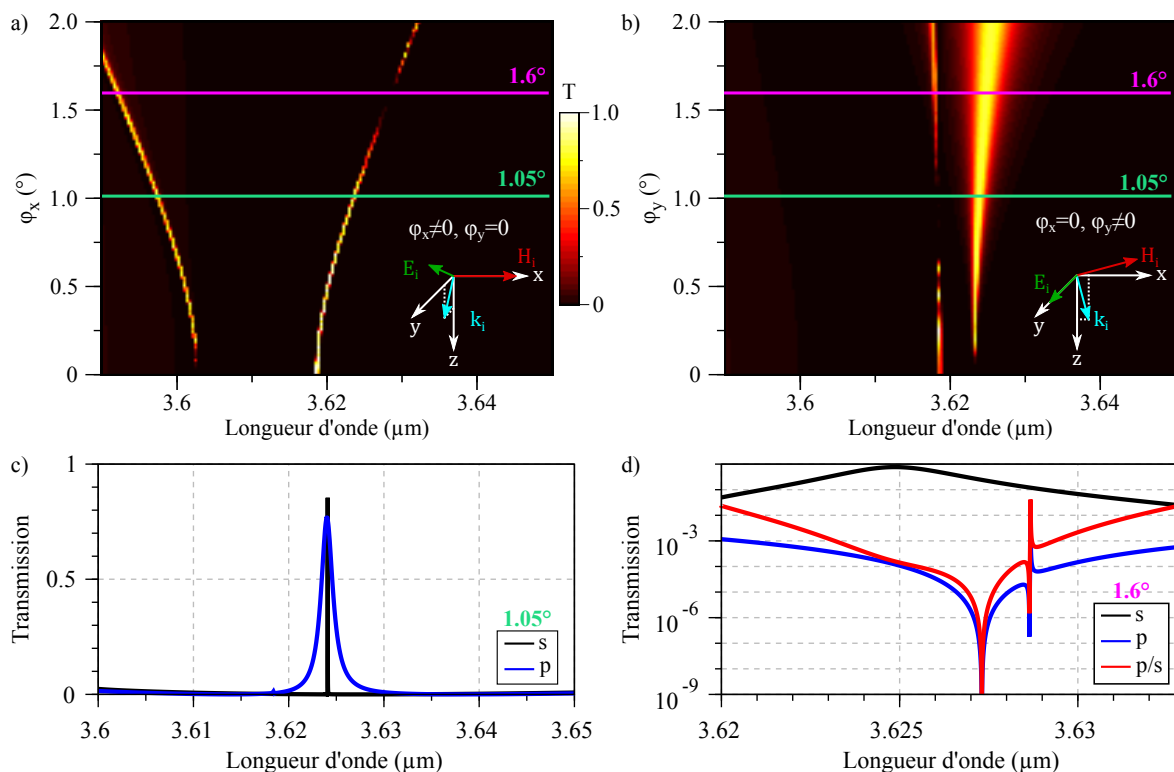 a)
2.0
1.5
1.0
0.5
0
φx (°)
1.6°
1.05°
φx≠0, φy=0
Ei
Hi
x
y
ki
z
3.6
3.62
3.64
Longueur d'onde (µm)
T
1.0
0.5
0
b)
2.0
1.5
1.0
0.5
0
φy (°)
1.6°
1.05°
φx=0, φy≠0
Ei
Hi
x
y
ki
z
3.6
3.62
3.64
Longueur d'onde (µm)
c)
1
0.5
0
Transmission
1.05°
s
p
3.6
3.61
3.62
3.63
3.64
3.65
Longueur d'onde (µm)
d)
10-3
10-6
10-9
Transmission
1.6°
s
p
p/s
3.62
3.625
3.63
Longueur d'onde (µm)